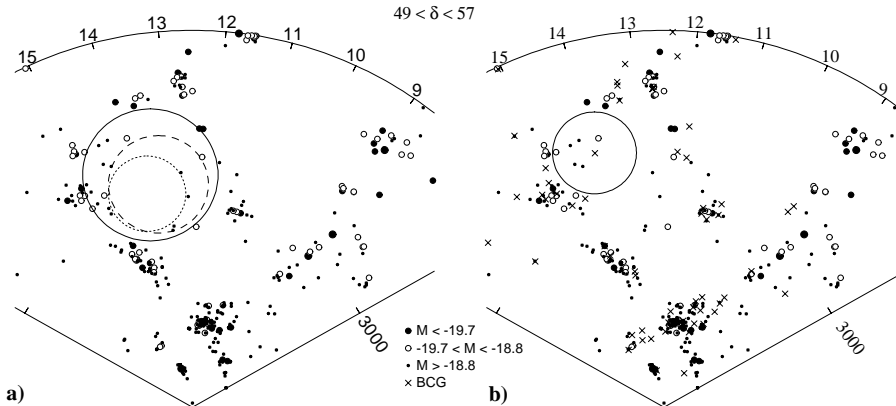 49 < δ < 57
15 14 13 12 11 10 9
15 14 13 12 11 10 9
3000
3000
M < -19.7
-19.7 < M < -18.8
M > -18.8
BCG
a)
b)